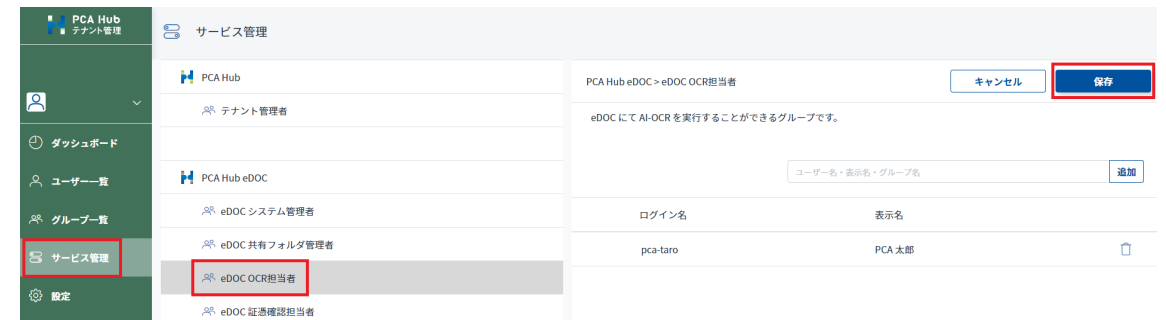 PCA Hub
テナント管理
ダッシュボード
ユーザー一覧
グループ一覧
サービス管理
設定
サービス管理
PCA Hub
テナント管理者
PCA Hub eDOC
eDOC システム管理者
eDOC 共有フォルダ管理者
eDOC OCR担当者
eDOC 証憑確認担当者
PCA Hub eDOC > eDOC OCR担当者
キャンセル
保存
eDOC にて AI-OCR を実行することができるグループです。
ユーザー名・表示名・グループ名
追加
ログイン名 表示名
pca-taro PCA 太郎